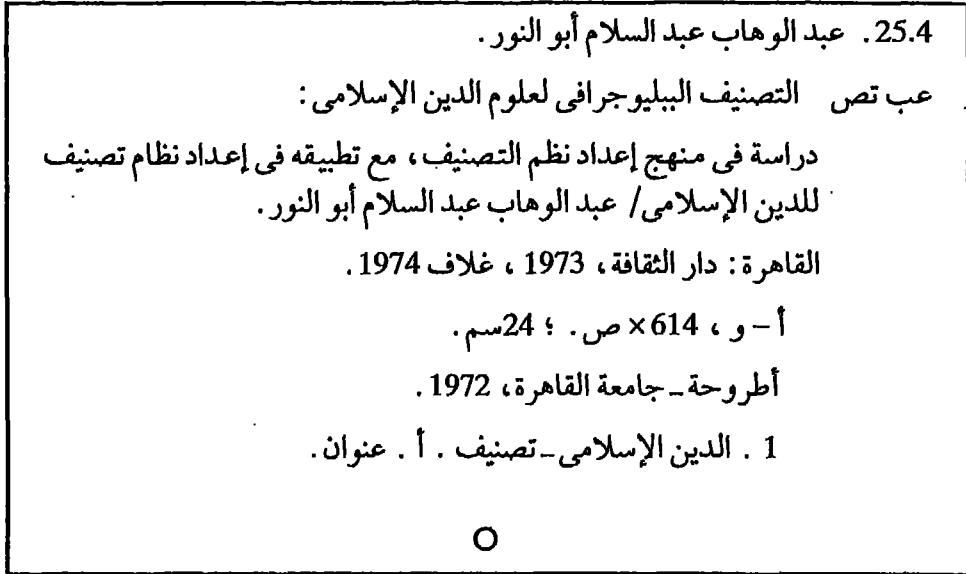 25.4. عبد الوهاب عبد السلام أبو النور.
عب تص التصنيف الببليوجرافى لعلوم الدين الإسلامى:
دراسة فى منهج إعداد نظم التصنيف، مع تطبيقه فى إعداد نظام تصنيف
للدين الإسلامى/ عبد الوهاب عبد السلام أبو النور.
القاهرة: دار الثقافة، 1973 ، غلاف 1974.
أ – و ، 614× ص. ؛ 24سم.
أطروحة ـ جامعة القاهرة، 1972.
1 . الدين الإسلامى ـ تصنيف . أ . عنوان.